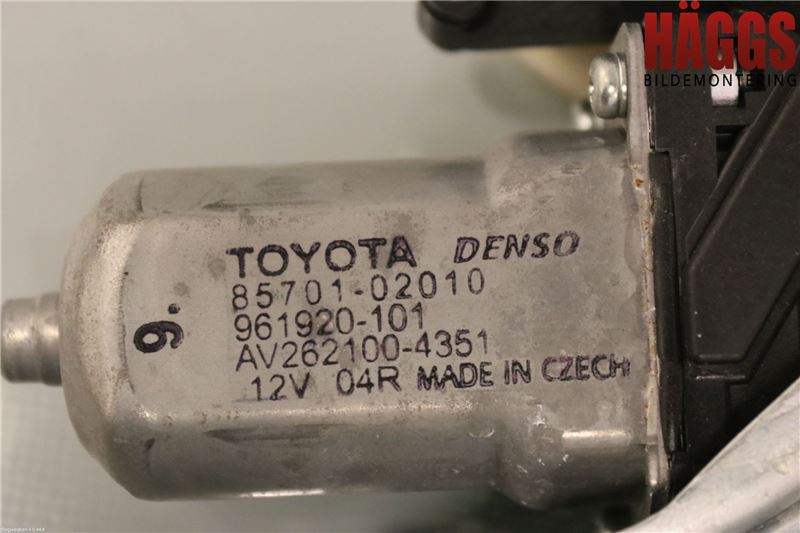 HÄGGS
BILDEMONTERING
TOYOTA DENSO
85701-02010
961920-101
AV262100-4351
12V 04R MADE IN CZECH
9.